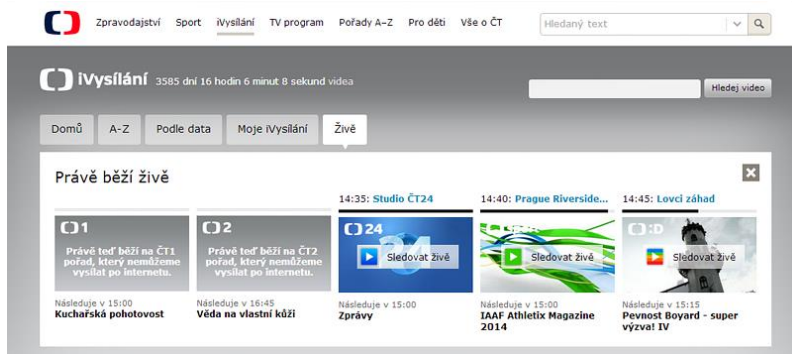 Zpravodajství Sport iVysílání TV program Pořady A–Z Pro děti Vše o ČT Hledaný text
iVysílání 3585 dní 16 hodin 6 minut 8 sekund videa
Hledej video
Domů A-Z Podle data Moje iVysílání Živě
Právě běží živě
14:35: Studio ČT24 14:40: Prague Riverside... 14:45: Lovci záhad
1 2 24 :D
Právě teď běží na ČT1
pořad, který nemůžeme
vysílat po internetu.
Právě teď běží na ČT2
pořad, který nemůžeme
vysílat po internetu.
24
Sledovat živě Sledovat živě Sledovat živě
Následuje v 15:00
Kuchařská pohotovost
Následuje v 16:45
Věda na vlastní kůži
Následuje v 15:00
Zprávy
Následuje v 15:00
IAAF Athletix Magazine
2014
Následuje v 15:15
Pevnost Boyard - super
výzva! IV